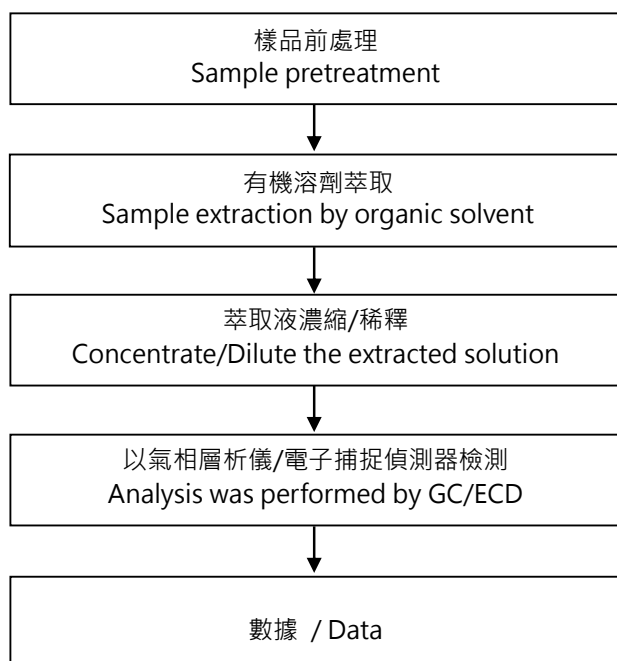 樣品前處理
Sample pretreatment
有機溶劑萃取
Sample extraction by organic solvent
萃取液濃縮/稀釋
Concentrate/Dilute the extracted solution
以氣相層析儀/電子捕捉偵測器檢測
Analysis was performed by GC/ECD
數據 / Data